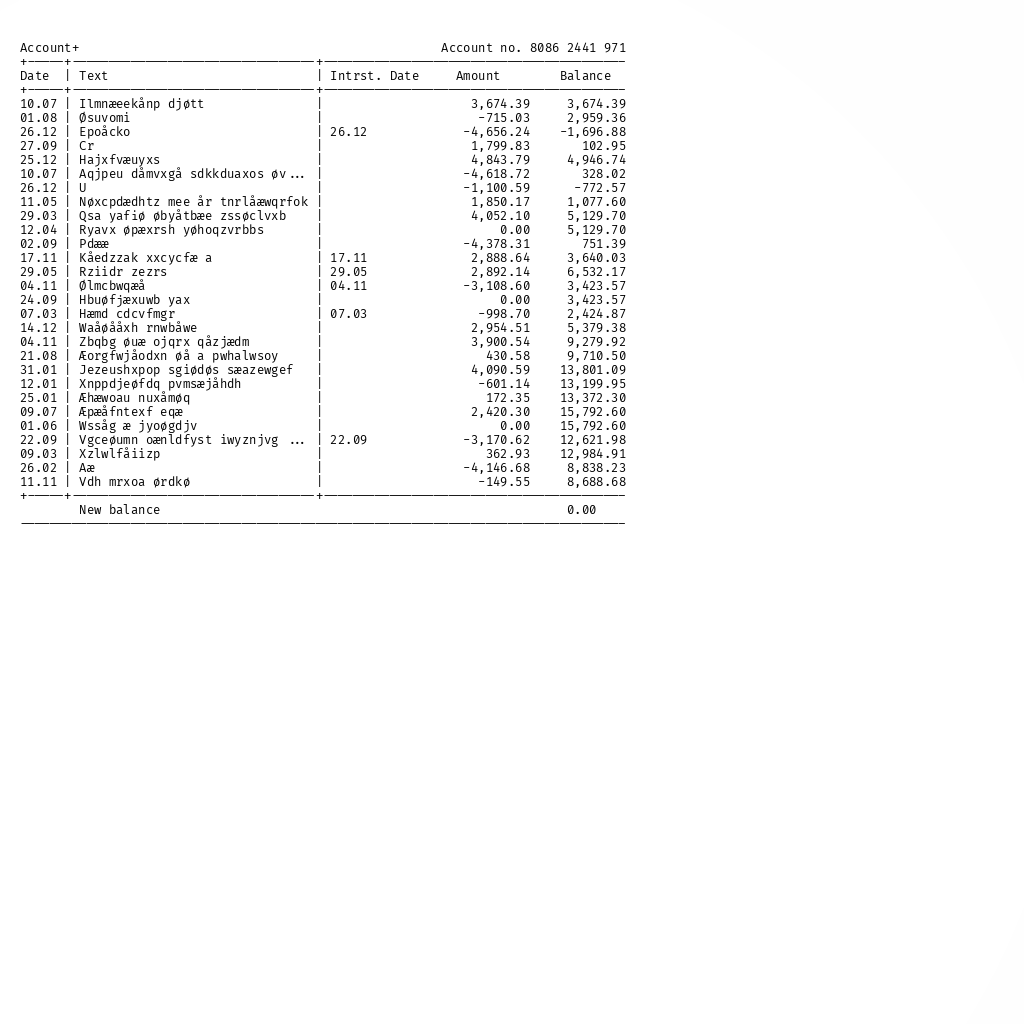 Account+ Account no. 8086 2441 971
+-----+---------------------------------+-----------------------------------------
Date | Text | Intrst. Date Amount Balance
+-----+---------------------------------+-----------------------------------------
10.07 | Ilmnæeekånp djøtt | 3,674.39 3,674.39
01.08 | Øsuvomi | -715.03 2,959.36
26.12 | Epoåcko | 26.12 -4,656.24 -1,696.88
27.09 | Cr | 1,799.83 102.95
25.12 | Hajxfvæuyxs | 4,843.79 4,946.74
10.07 | Aqjpeu dåmvxgå sdkkduaxos øv... | -4,618.72 328.02
26.12 | U | -1,100.59 -772.57
11.05 | Nøxcpdædhtz mee år tnrlåæwqrfok | 1,850.17 1,077.60
29.03 | Qsa yafiø øbyåtbæe zssøclvxb | 4,052.10 5,129.70
12.04 | Ryavx øpæxrsh yøhoqzvrbbs | 0.00 5,129.70
02.09 | Pdææ | -4,378.31 751.39
17.11 | Kåedzzak xxcycfæ a | 17.11 2,888.64 3,640.03
29.05 | Rziidr zezrs | 29.05 2,892.14 6,532.17
04.11 | Ølmcbwqæå | 04.11 -3,108.60 3,423.57
24.09 | Hbuøfjæxuwb yax | 0.00 3,423.57
07.03 | Hæmd cdcvfmgr | 07.03 -998.70 2,424.87
14.12 | Waåøååxh rnwbåwe | 2,954.51 5,379.38
04.11 | Zbqbg øuæ ojqrx qåzjædm | 3,900.54 9,279.92
21.08 | Æorgfwjåodxn øå a pwhalwsoy | 430.58 9,710.50
31.01 | Jezeushxpop sgiødøs sæazewgef | 4,090.59 13,801.09
12.01 | Xnppdjeøfdq pvmsæjåhdh | -601.14 13,199.95
25.01 | Æhæwoau nuxåmøq | 172.35 13,372.30
09.07 | Æpæåfntexf eqæ | 2,420.30 15,792.60
01.06 | Wssåg æ jyoøgdjv | 0.00 15,792.60
22.09 | Vgceøumn oænldfyst iwyznjvg ... | 22.09 -3,170.62 12,621.98
09.03 | Xzlwlfåiizp | 362.93 12,984.91
26.02 | Aæ | -4,146.68 8,838.23
11.11 | Vdh mrxoa ørdkø | -149.55 8,688.68
+-----+---------------------------------+-----------------------------------------
New balance 0.00
----------------------------------------------------------------------------------